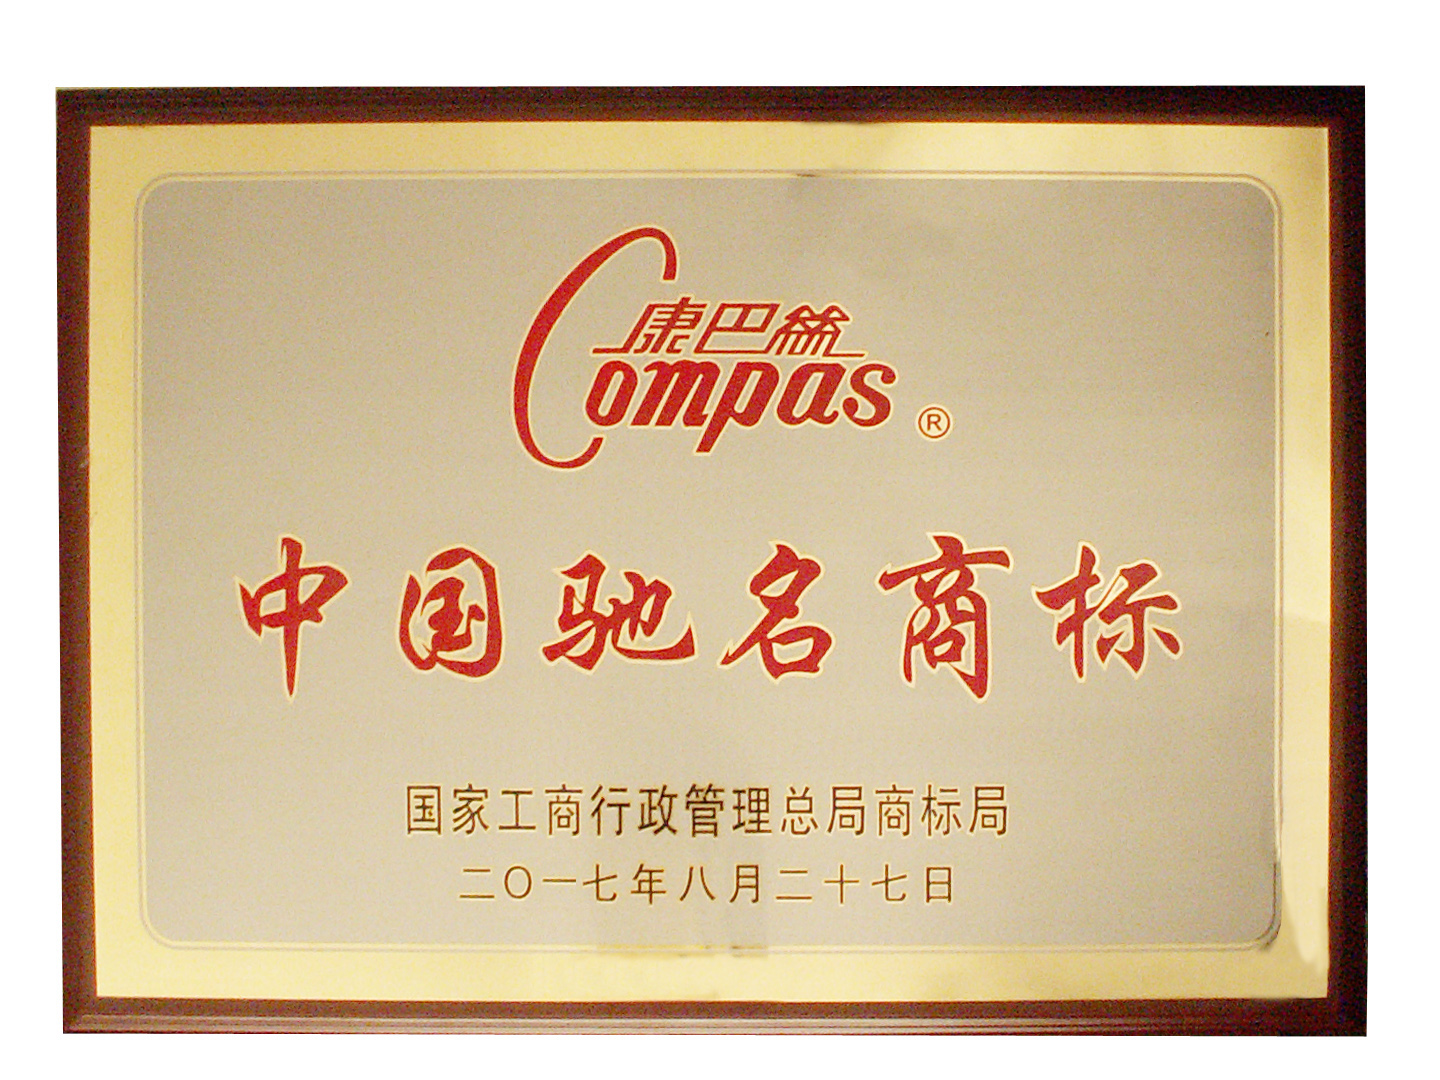 康巴丝
Compas ®
中国驰名商标
国家工商行政管理总局商标局
二〇一七年八月二十七日